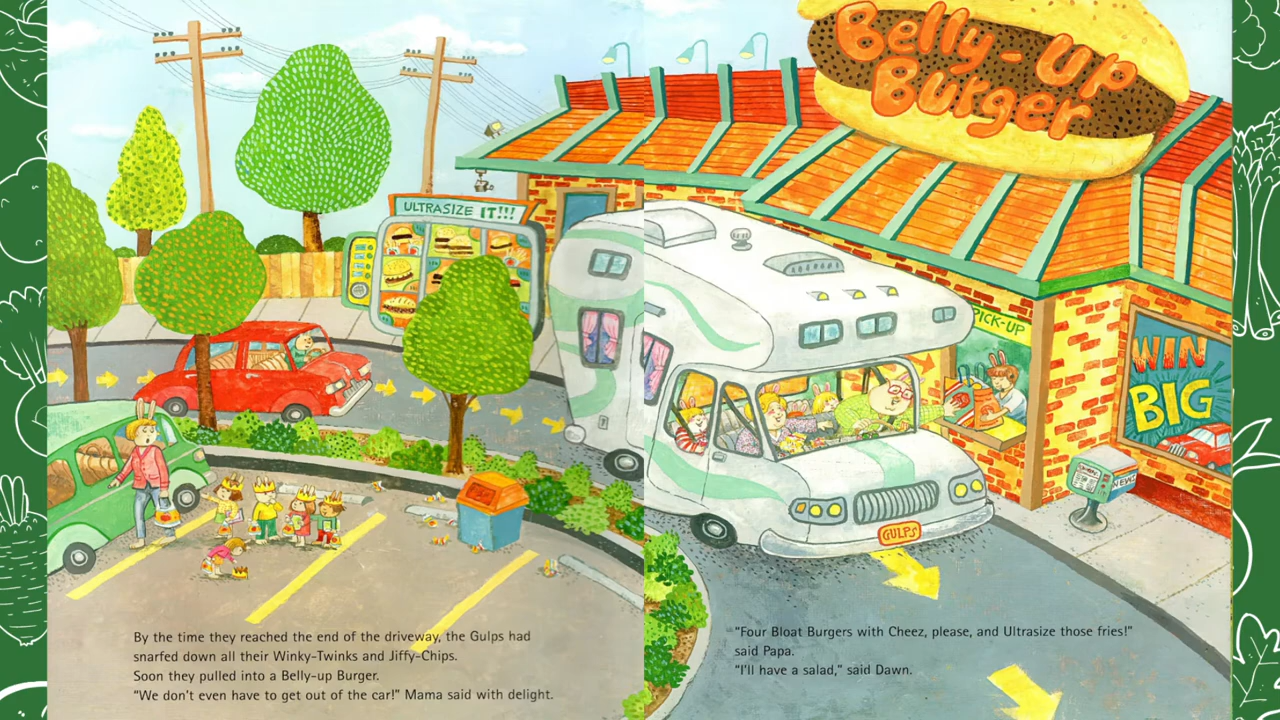 Belly-Up
Burger
ULTRASIZE IT!!!
PICK-UP
WIN
BIG
NEWS
GULPS
By the time they reached the end of the driveway, the Gulps had
snarfed down all their Winky-Twinks and Jiffy-Chips.
Soon they pulled into a Belly-up Burger.
“We don’t even have to get out of the car!” Mama said with delight.
“Four Bloat Burgers with Cheez, please, and Ultrasize those fries!”
said Papa.
“I’ll have a salad,” said Dawn.